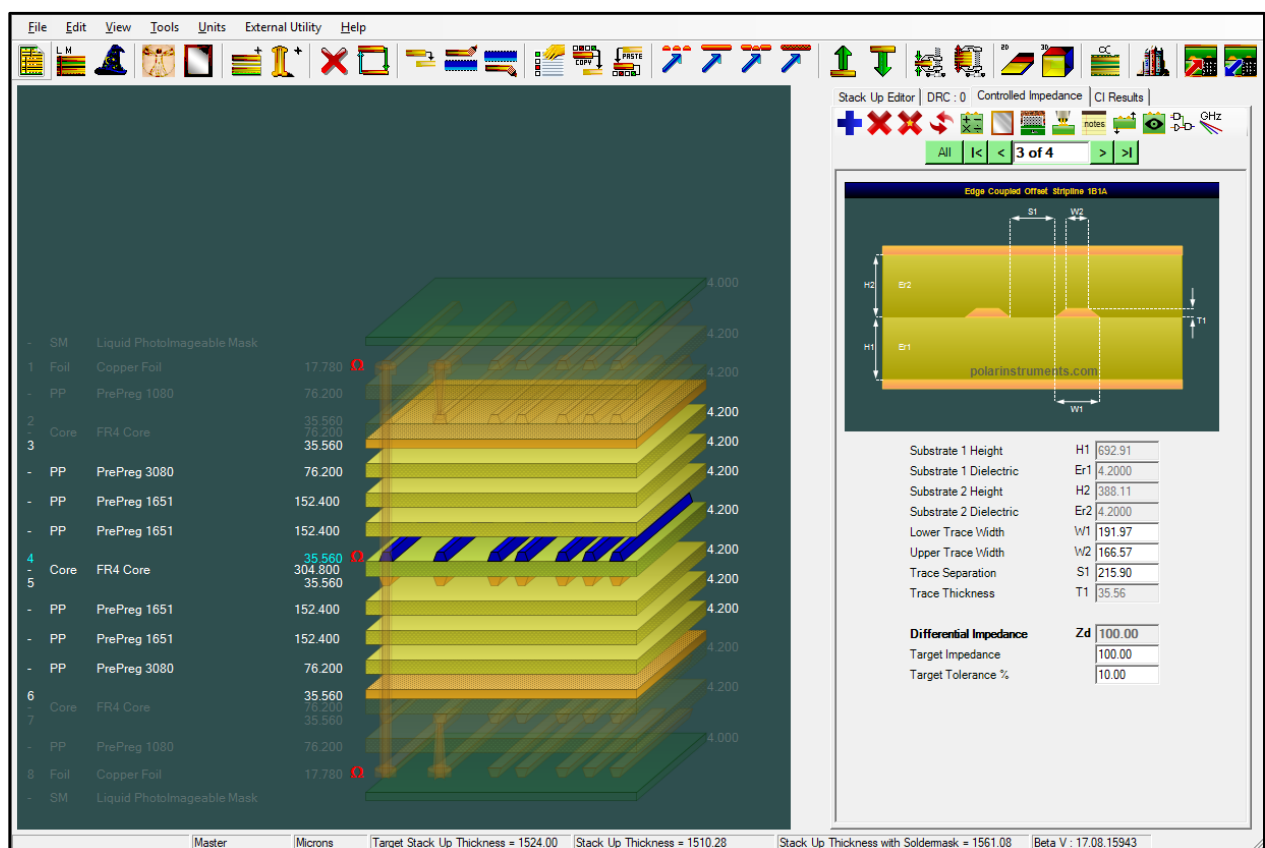 File Edit View Tools Units External Utility Help
L M COPY PASTE 2D 3D
Stack Up Editor DRC : 0 Controlled Impedance CI Results
notes GHz
All |< < 3 of 4 > >|
Edge Coupled Offset Stripline 1B1A
S1 W2
H2 Er2
T1
H1 Er1
polarinstruments.com
W1
4.000
- SM Liquid PhotoImageable Mask 4.200
1 Foil Copper Foil 17.780 Ω 4.200
- PP PrePreg 1080 76.200
2 35.560 4.200
- Core FR4 Core 76.200
3 35.560 4.200
- PP PrePreg 3080 76.200 4.200
- PP PrePreg 1651 152.400 4.200
- PP PrePreg 1651 152.400 4.200
4 35.560 Ω 4.200
- Core FR4 Core 304.800
5 35.560 4.200
- PP PrePreg 1651 152.400 4.200
- PP PrePreg 1651 152.400 4.200
- PP PrePreg 3080 76.200
6 35.560 4.200
- Core FR4 Core 76.200
7 35.560
- PP PrePreg 1080 76.200 4.000
8 Foil Copper Foil 17.780 Ω
- SM Liquid PhotoImageable Mask
Substrate 1 Height H1 692.91
Substrate 1 Dielectric Er1 4.2000
Substrate 2 Height H2 388.11
Substrate 2 Dielectric Er2 4.2000
Lower Trace Width W1 191.97
Upper Trace Width W2 166.57
Trace Separation S1 215.90
Trace Thickness T1 35.56
Differential Impedance Zd 100.00
Target Impedance 100.00
Target Tolerance % 10.00
Master Microns Target Stack Up Thickness = 1524.00 Stack Up Thickness = 1510.28 Stack Up Thickness with Soldermask = 1561.08 Beta V : 17.08.15943